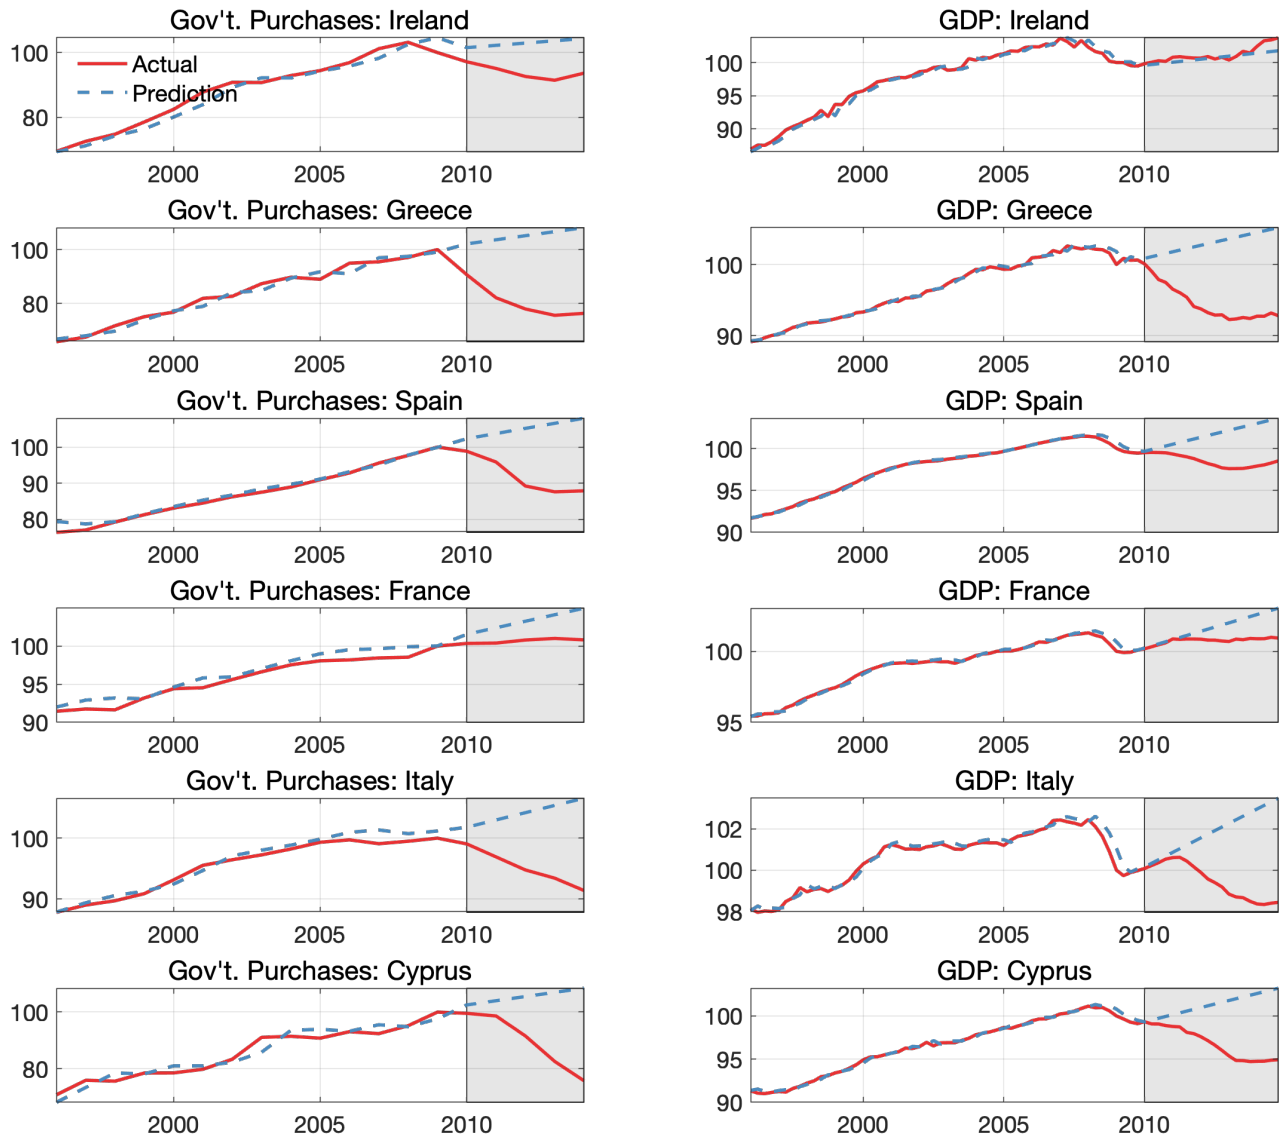 Gov't. Purchases: Ireland
100
80
Actual
Prediction
2000 2005 2010
GDP: Ireland
100
95
90
2000 2005 2010
Gov't. Purchases: Greece
100
80
2000 2005 2010
GDP: Greece
100
90
2000 2005 2010
Gov't. Purchases: Spain
100
90
80
2000 2005 2010
GDP: Spain
100
95
90
2000 2005 2010
Gov't. Purchases: France
100
95
90
2000 2005 2010
GDP: France
100
95
2000 2005 2010
Gov't. Purchases: Italy
100
90
2000 2005 2010
GDP: Italy
102
100
98
2000 2005 2010
Gov't. Purchases: Cyprus
100
80
2000 2005 2010
GDP: Cyprus
100
95
90
2000 2005 2010